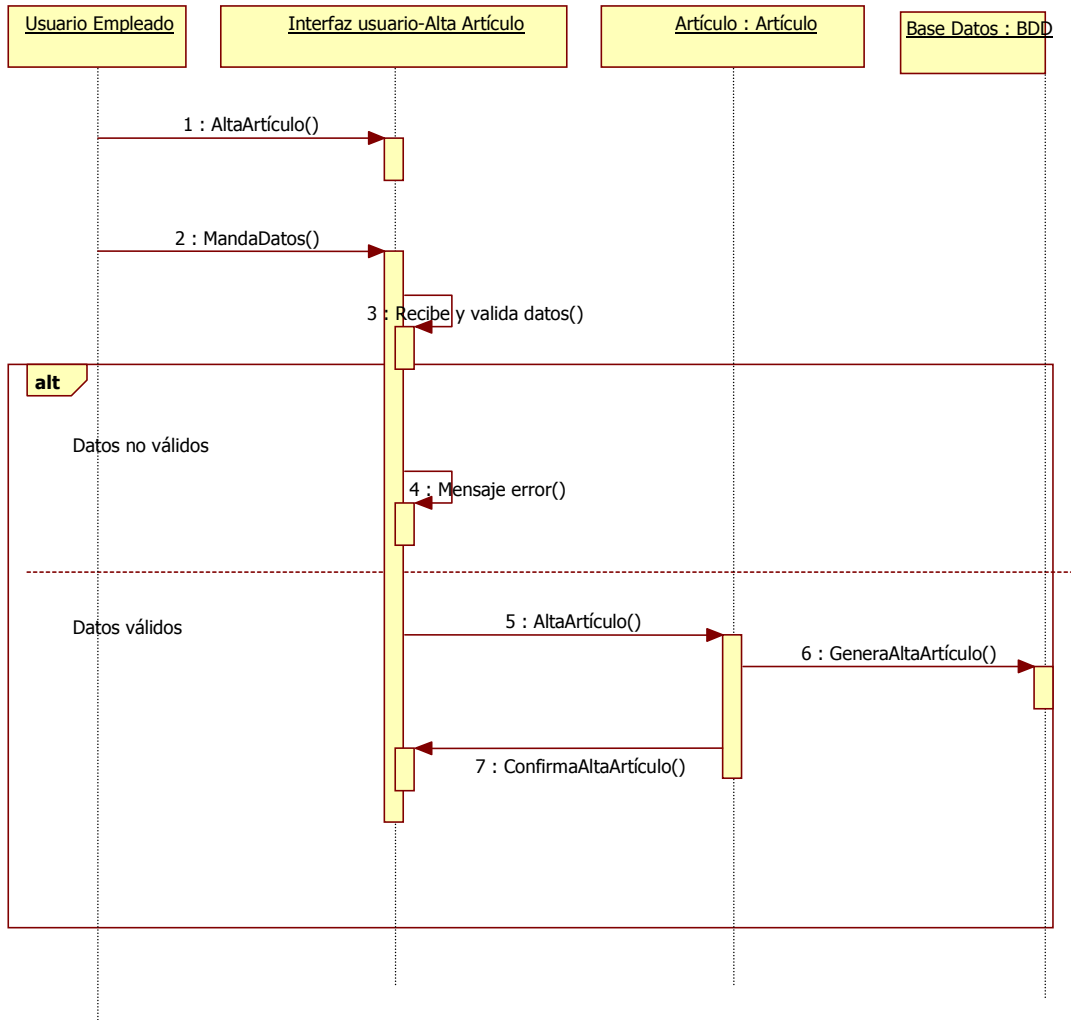 Usuario Empleado
Interfaz usuario-Alta Artículo
Artículo : Artículo
Base Datos : BDD
1 : AltaArtículo()
2 : MandaDatos()
3 : Recibe y valida datos()
alt
Datos no válidos
4 : Mensaje error()
Datos válidos
5 : AltaArtículo()
6 : GeneraAltaArtículo()
7 : ConfirmaAltaArtículo()